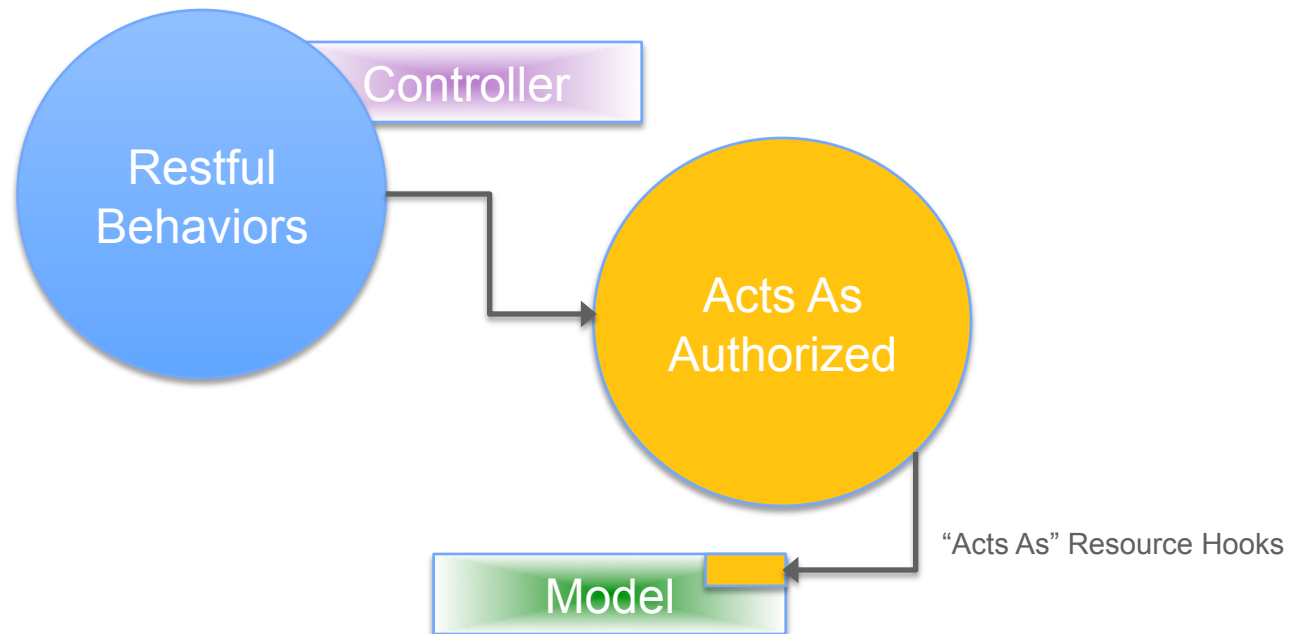 Controller
Restful
Behaviors
Acts As
Authorized
“Acts As” Resource Hooks
Model